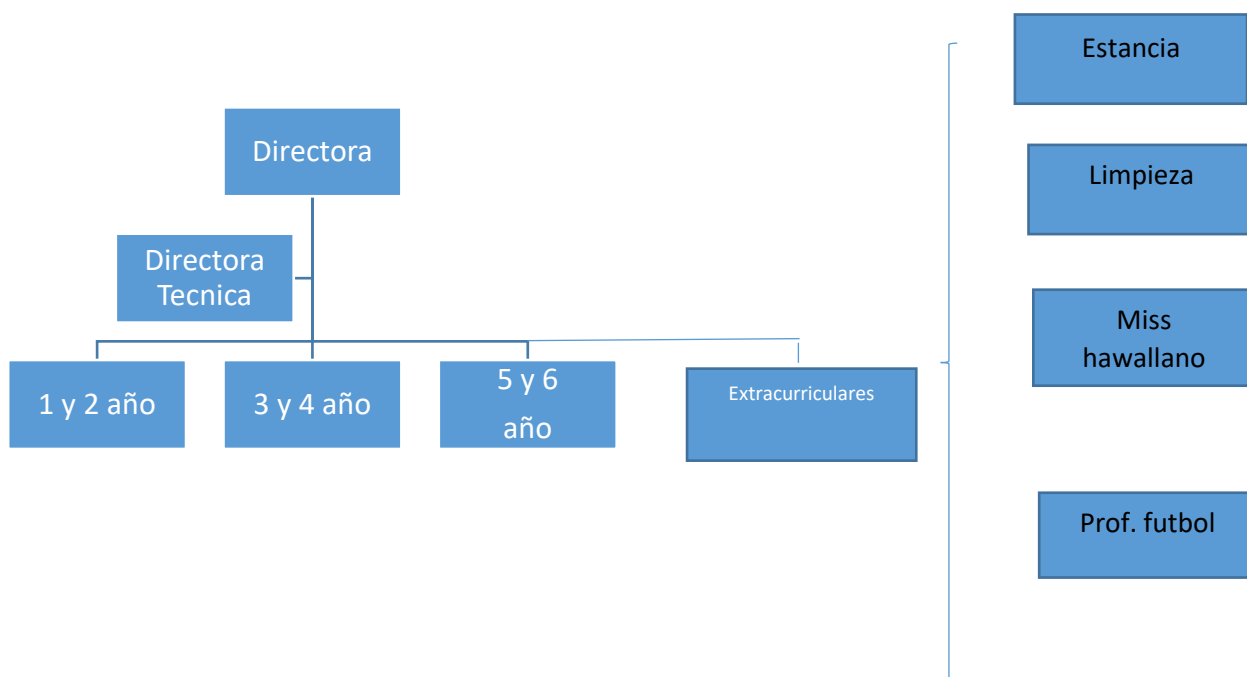 Directora
Directora
Tecnica
1 y 2 año
3 y 4 año
5 y 6
año
Extracurriculares
Estancia
Limpieza
Miss
hawallano
Prof. futbol